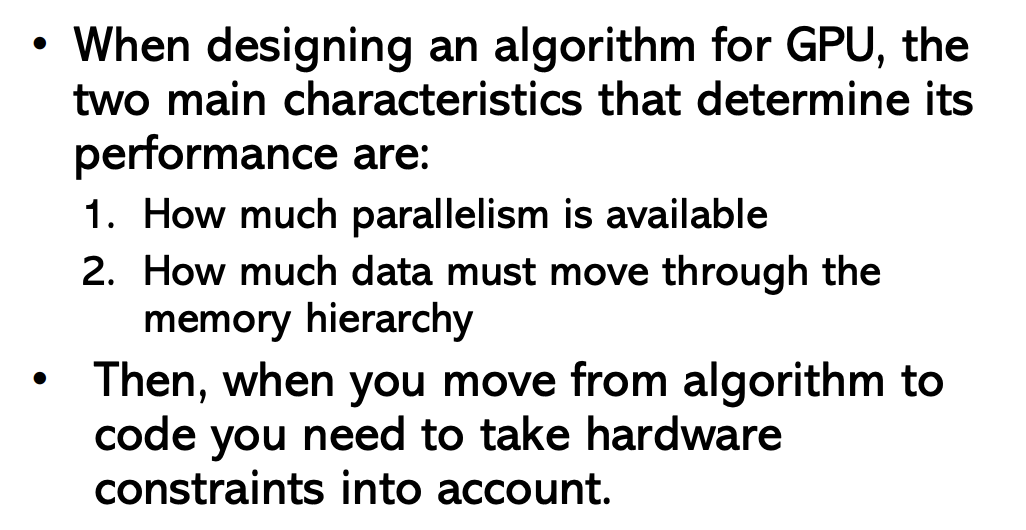 • When designing an algorithm for GPU, the
two main characteristics that determine its
performance are:
1. How much parallelism is available
2. How much data must move through the
memory hierarchy
• Then, when you move from algorithm to
code you need to take hardware
constraints into account.